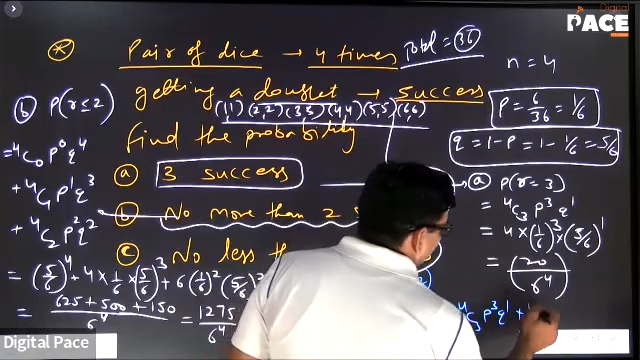 Digital
PACE
* Pair of dice → 4 times Total = 36
getting a doublet → success
(11) (2,2) (3,3) (4,4) (5,5) (6,6)
find the probability
(a) 3 success
(b) No more than 2 s
(c) No less th
n = 4
P = 6/36 = 1/6
q = 1 - P = 1 - 1/6 = 5/6
(a) P(r = 3)
= ⁴C₃ p³ q¹
= 4 × (1/6)³ × (5/6)¹
= (20/6⁴)
(b) P(r ≤ 2)
= ⁴C₀ p⁰ q⁴
+ ⁴C₁ p¹ q³
+ ⁴C₂ p² q²
= (5/6)⁴ + 4 × 1/6 × (5/6)³ + 6 (1/6)² (5/6)²
= 625 + 500 + 150 / 6⁴ = 1275 / 6⁴
⁴C₃ p³ q¹ +
Digital Pace